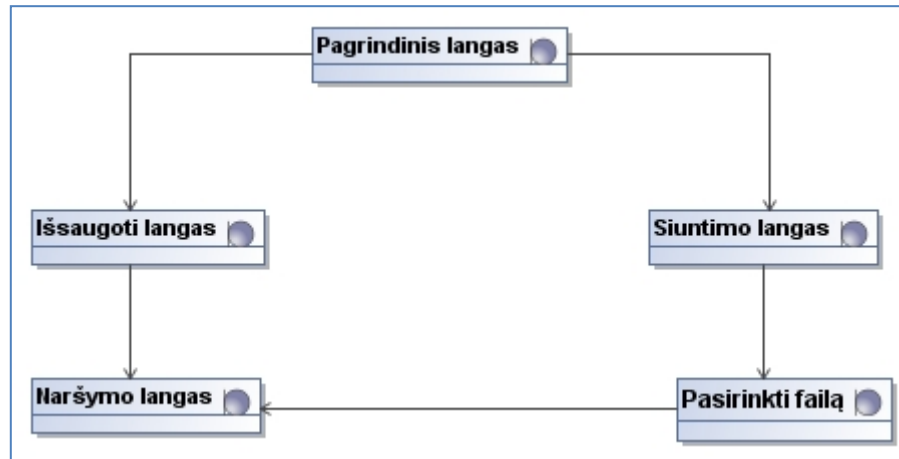 Pagrindinis langas
Išsaugoti langas
Siuntimo langas
Naršymo langas
Pasirinkti failą